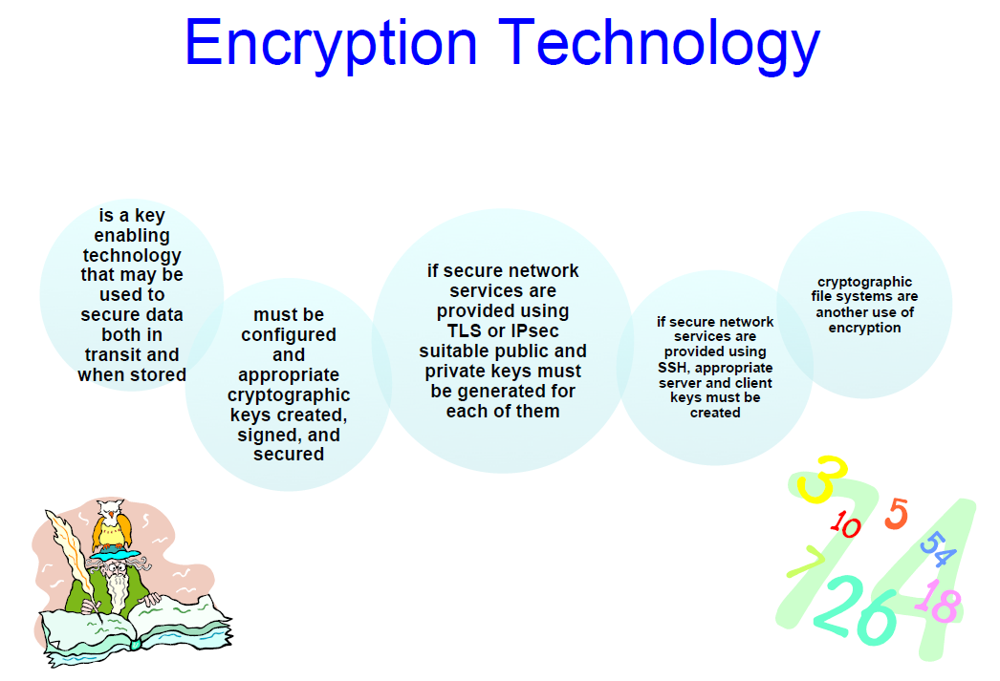 Encryption Technology
is a key
enabling
technology
that may be
used to
secure data
both in
transit and
when stored
must be
configured
and
appropriate
cryptographic
keys created,
signed, and
secured
if secure network
services are
provided using
TLS or IPsec
suitable public and
private keys must
be generated for
each of them
if secure network
services are
provided using
SSH, appropriate
server and client
keys must be
created
cryptographic
file systems are
another use of
encryption
3
74
5
10
54
7
26
18